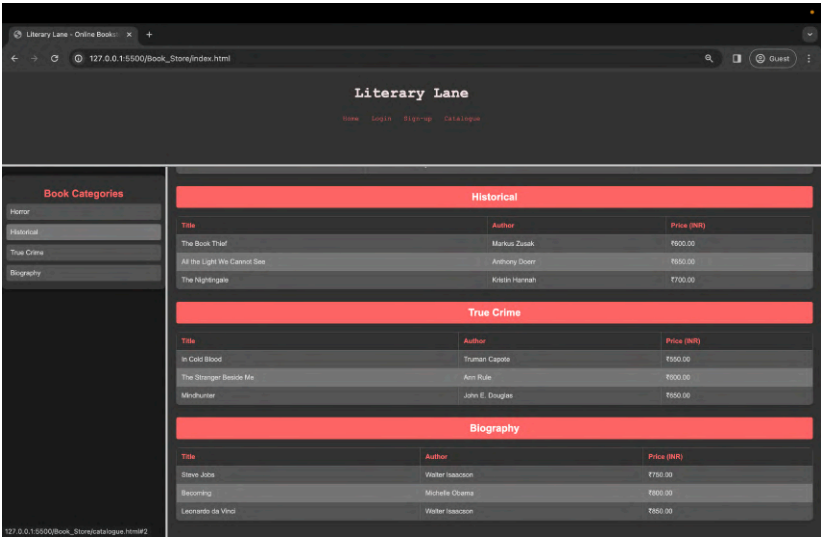 Literary Lane - Online Books
127.0.0.1:5500/Book_Store/index.html
Guest
Literary Lane
Home Login Sign-up Catalogue
Book Categories
Horror
Historical
True Crime
Biography
Historical
Title Author Price (INR)
The Book Thief Markus Zusak ₹600.00
All the Light We Cannot See Anthony Doerr ₹650.00
The Nightingale Kristin Hannah ₹700.00
True Crime
Title Author Price (INR)
In Cold Blood Truman Capote ₹550.00
The Stranger Beside Me Ann Rule ₹600.00
Mindhunter John E. Douglas ₹650.00
Biography
Title Author Price (INR)
Steve Jobs Walter Isaacson ₹750.00
Becoming Michelle Obama ₹800.00
Leonardo da Vinci Walter Isaacson ₹850.00
127.0.0.1:5500/Book_Store/catalogue.html#2